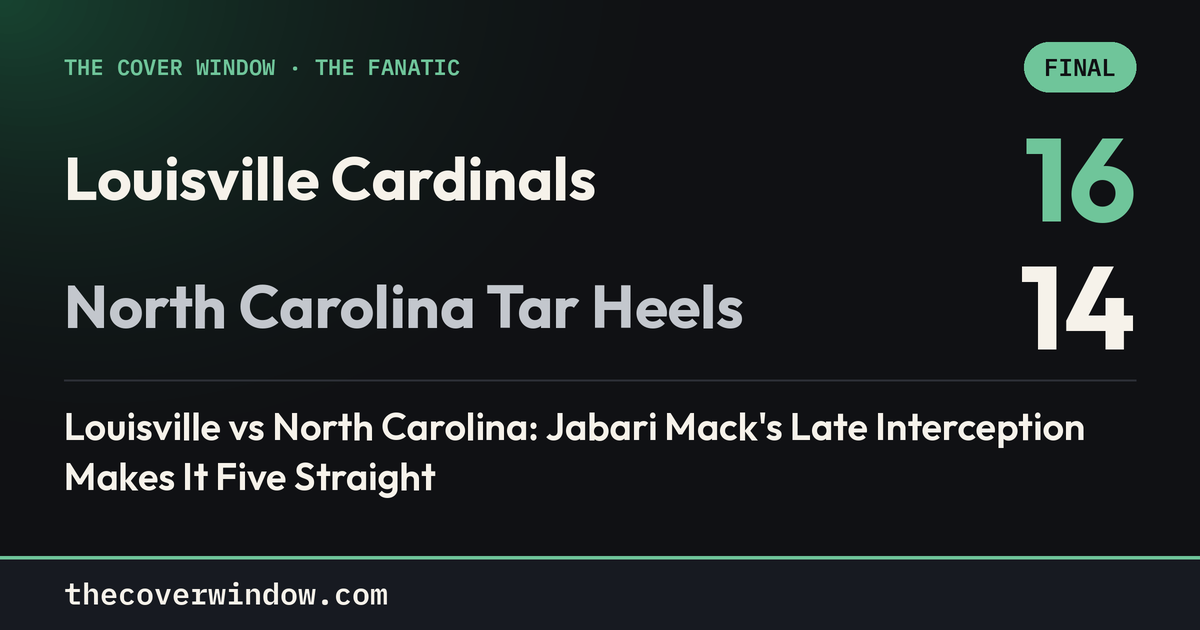 THE COVER WINDOW · THE FANATIC
FINAL
Louisville Cardinals 16
North Carolina Tar Heels 14
Louisville vs North Carolina: Jabari Mack's Late Interception
Makes It Five Straight
thecoverwindow.com